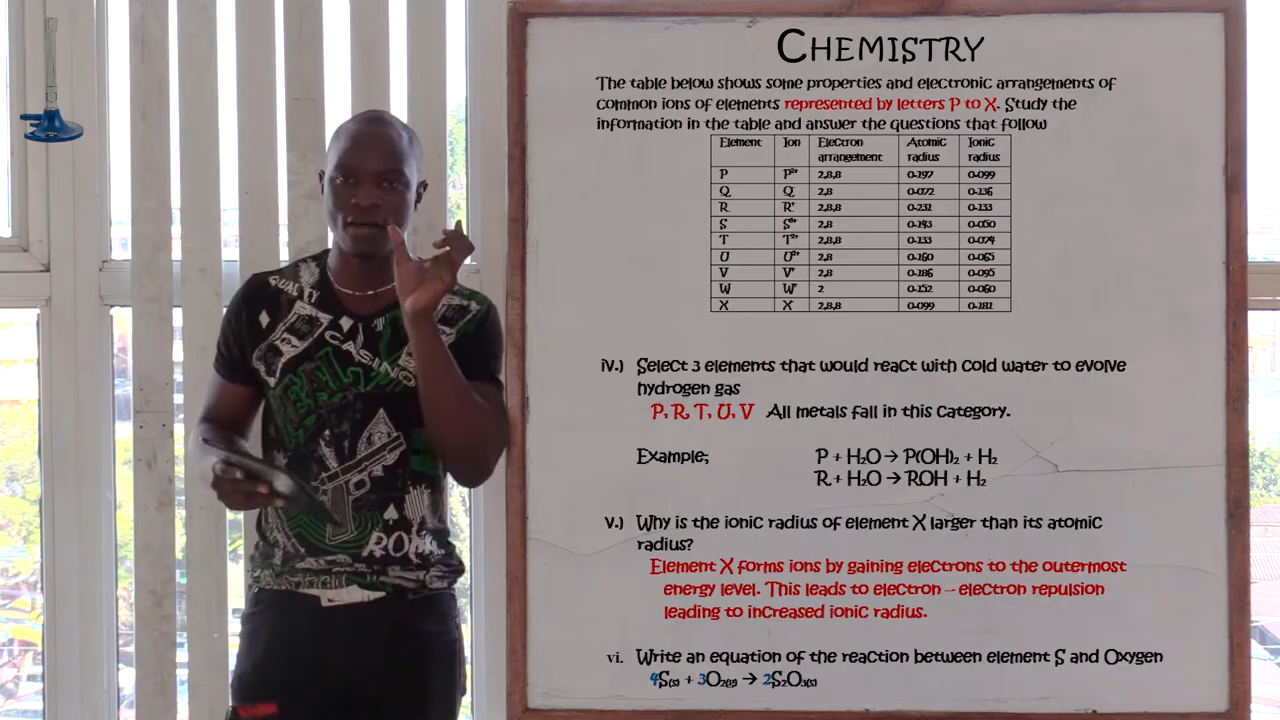 CHEMISTRY
The table below shows some properties and electronic arrangements of
common ions of elements represented by letters P to X. Study the
information in the table and answer the questions that follow
Element Ion Electron arrangement Atomic radius Ionic radius
P P²⁺ 2,8,8 0.197 0.099
Q Q⁻ 2,8 0.072 0.136
R R⁺ 2,8,8 0.231 0.133
S S³⁺ 2,8 0.143 0.050
T T²⁺ 2,8,8 0.133 0.074
U U²⁺ 2,8 0.160 0.065
V V⁺ 2,8 0.186 0.095
W W⁺ 2 0.152 0.060
X X⁻ 2,8,8 0.099 0.181
iv.) Select 3 elements that would react with cold water to evolve
hydrogen gas
P, R, T, U, V All metals fall in this Category.
Example; P + H₂O → P(OH)₂ + H₂
R + H₂O → ROH + H₂
v.) Why is the ionic radius of element X larger than its atomic
radius?
Element X forms ions by gaining electrons to the outermost
energy level. This leads to electron – electron repulsion
leading to increased ionic radius.
vi. Write an equation of the reaction between element S and Oxygen
4S(s) + 3O₂(g) → 2S₂O₃(s)
QUALITY
CASINO